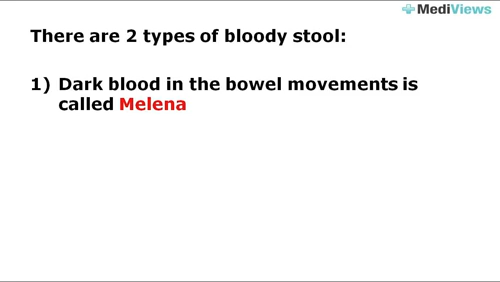 MediViews
There are 2 types of bloody stool:
1) Dark blood in the bowel movements is
called Melena